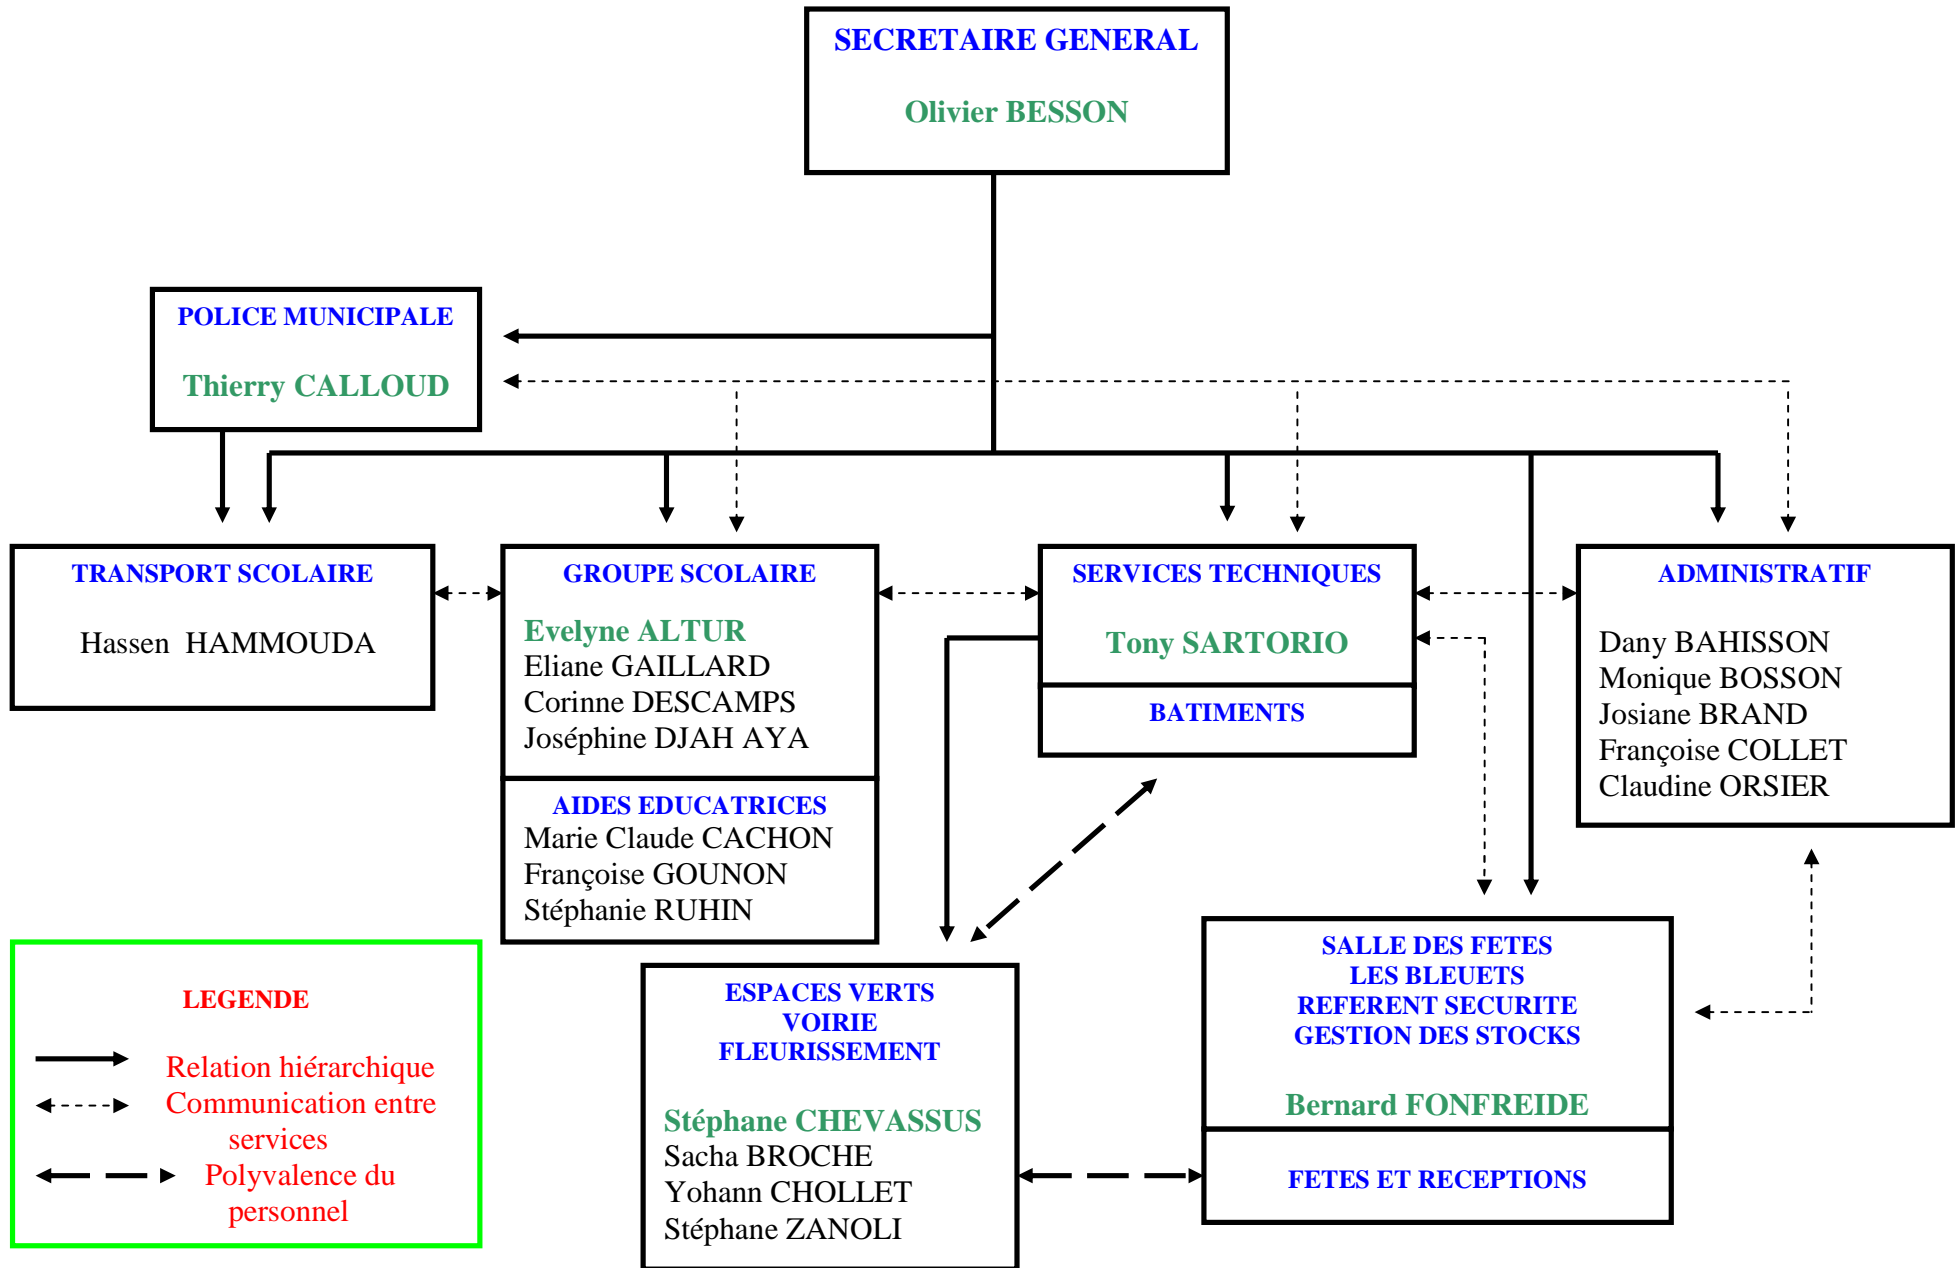 SECRETAIRE GENERAL
Olivier BESSON
POLICE MUNICIPALE
Thierry CALLOUD
TRANSPORT SCOLAIRE
Hassen HAMMOUDA
GROUPE SCOLAIRE
Evelyne ALTUR
Eliane GAILLARD
Corinne DESCAMPS
Joséphine DJAH AYA
AIDES EDUCATRICES
Marie Claude CACHON
Françoise GOUNON
Stéphanie RUHIN
SERVICES TECHNIQUES
Tony SARTORIO
BATIMENTS
ADMINISTRATIF
Dany BAHISSON
Monique BOSSON
Josiane BRAND
Françoise COLLET
Claudine ORSIER
LEGENDE
Relation hiérarchique
Communication entre
services
Polyvalence du
personnel
ESPACES VERTS
VOIRIE
FLEURISSEMENT
Stéphane CHEVASSUS
Sacha BROCHE
Yohann CHOLLET
Stéphane ZANOLI
SALLE DES FETES
LES BLEUETS
REFERENT SECURITE
GESTION DES STOCKS
Bernard FONFREIDE
FETES ET RECEPTIONS